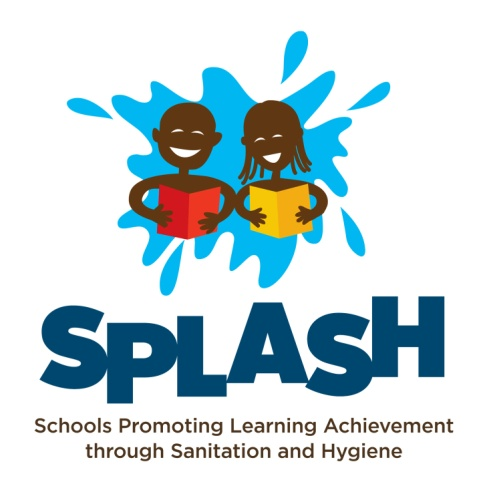 SPLASH
Schools Promoting Learning Achievement
through Sanitation and Hygiene